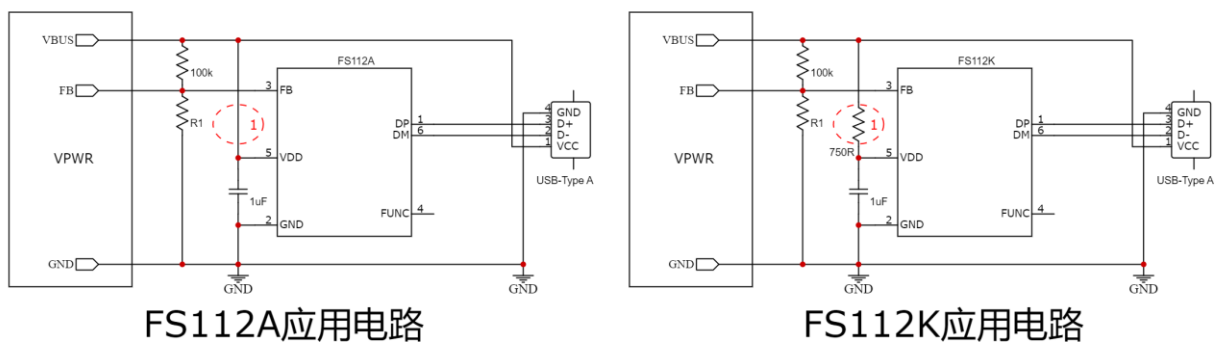 VBUS
100k
FS112A
FB
3
FB
R1
1)
DP
1
DM
6
4
GND
3
D+
2
D-
1
VCC
USB-Type A
VPWR
5
VDD
1uF
FUNC
4
2
GND
GND
GND
GND
FS112A应用电路
VBUS
100k
FS112K
FB
3
FB
R1
1)
750R
DP
1
DM
6
4
GND
3
D+
2
D-
1
VCC
USB-Type A
VPWR
5
VDD
1uF
FUNC
4
2
GND
GND
GND
GND
FS112K应用电路